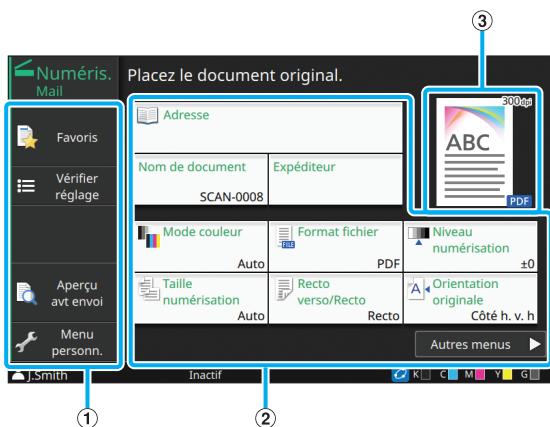 ③
Numéris.
Mail
Placez le document original.
Favoris
Vérifier
réglage
Aperçu
avt envoi
Menu
personn.
Adresse
Nom de document
SCAN-0008
Expéditeur
300dpi
ABC
PDF
Mode couleur
Auto
Format fichier
FILE
PDF
Niveau
numérisation
±0
Taille
numérisation
Auto
Recto
verso/Recto
Recto
A
Orientation
originale
Côté h. v. h
Autres menus
J.Smith
Inactif
K C M Y G
①
②